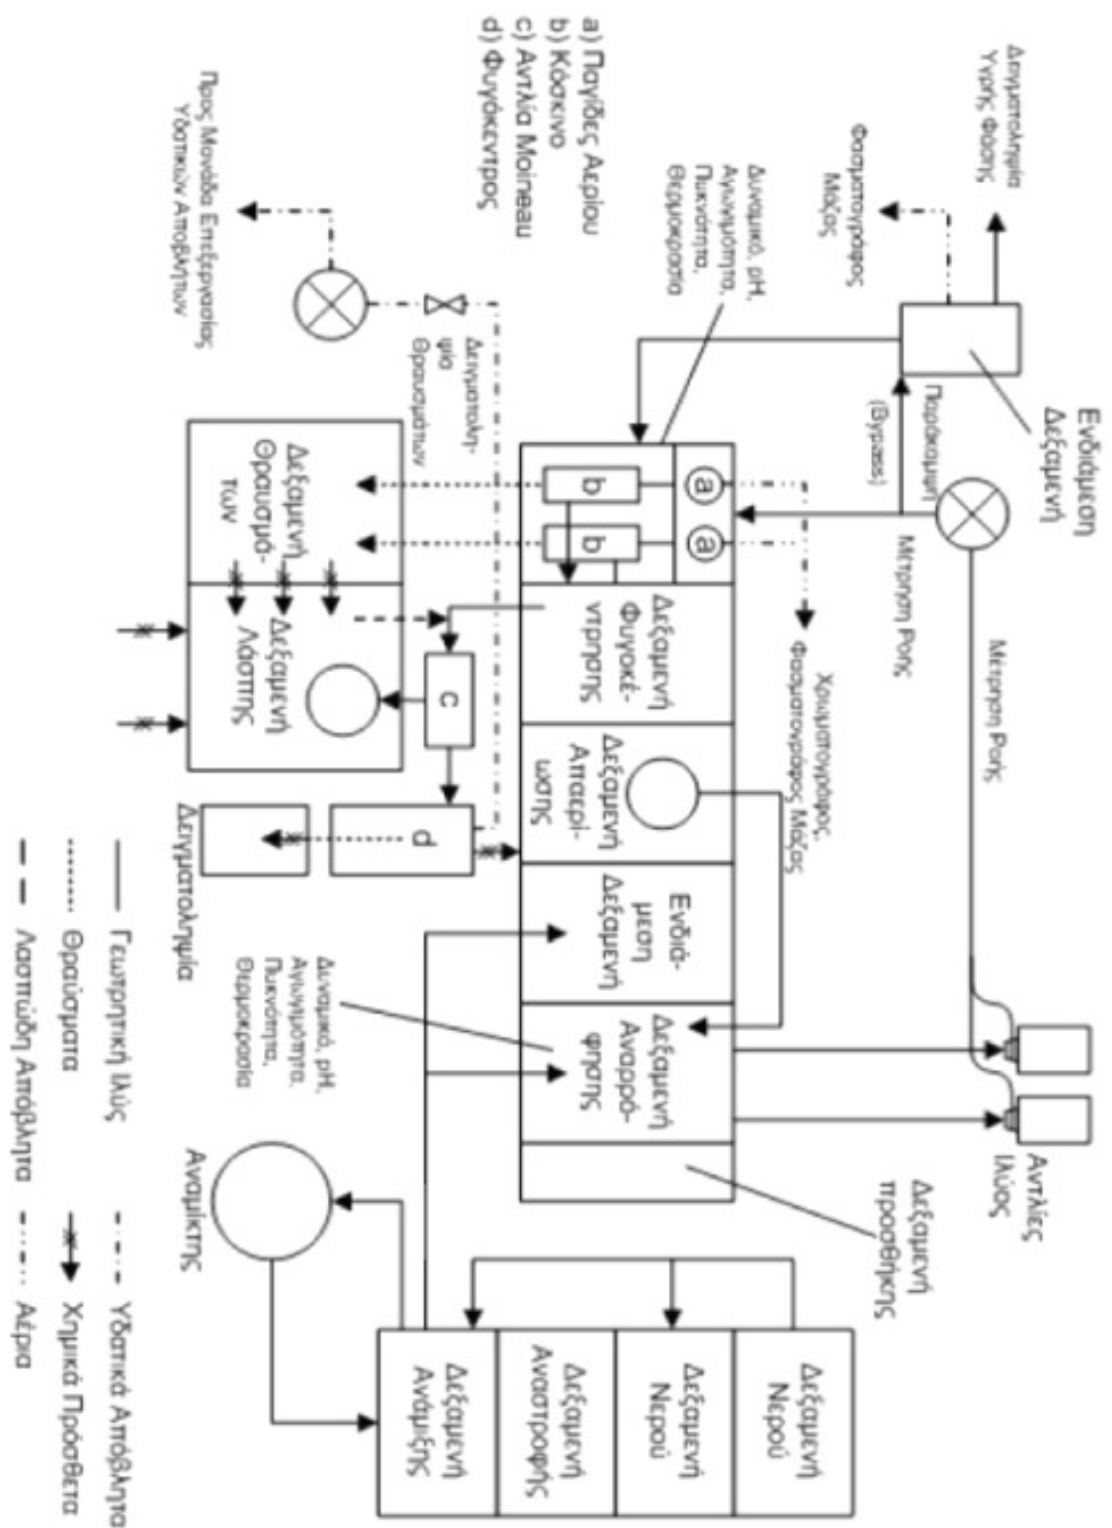 Ενδιάμεση
Δεξαμενή
Αντλίες
Ιλύος
Δειγματοληψία
Υγρής Φάσης
Μέτρηση Ροής
Παράκαμψη
(Bypass)
Μέτρηση Ροής
Φασματογράφος
Μάζας
Χρωματογράφος,
Φασματογράφος Μάζας
Δεξαμενή
προσθήκης
Δυναμικό, pH,
Αγωγιμότητα,
Πυκνότητα,
Θερμοκρασία
a
a
b
b
Δεξαμενή
Φυγοκέ-
ντρησης
Δεξαμενή
Απαερί-
ωσης
Ενδιά-
μεση
Δεξαμενή
Δεξαμενή
Αναρρό-
φησης
Δεξαμενή
Νερού
Δεξαμενή
Νερού
Δεξαμενή
Αναστροφής
Δεξαμενή
Ανάμιξης
a) Παγίδες Αερίου
b) Κόσκινο
c) Αντλία Moineau
d) Φυγόκεντρος
Δειγματολη-
ψία
Θραυσμάτων
c
d
Δυναμικό, pH,
Αγωγιμότητα,
Πυκνότητα,
Θερμοκρασία
Δεξαμενή
Θραυσμά-
των
Δεξαμενή
Λάσπης
Προς Μονάδα Επεξεργασίας
Υδατικών Αποβλήτων
Δειγματοληψία
Αναμίκτης
Γεωτρητική Ιλύς
Υδατικά Απόβλητα
Θραύσματα
Χημικά Πρόσθετα
Λασπώδη Απόβλητα
Αέρια